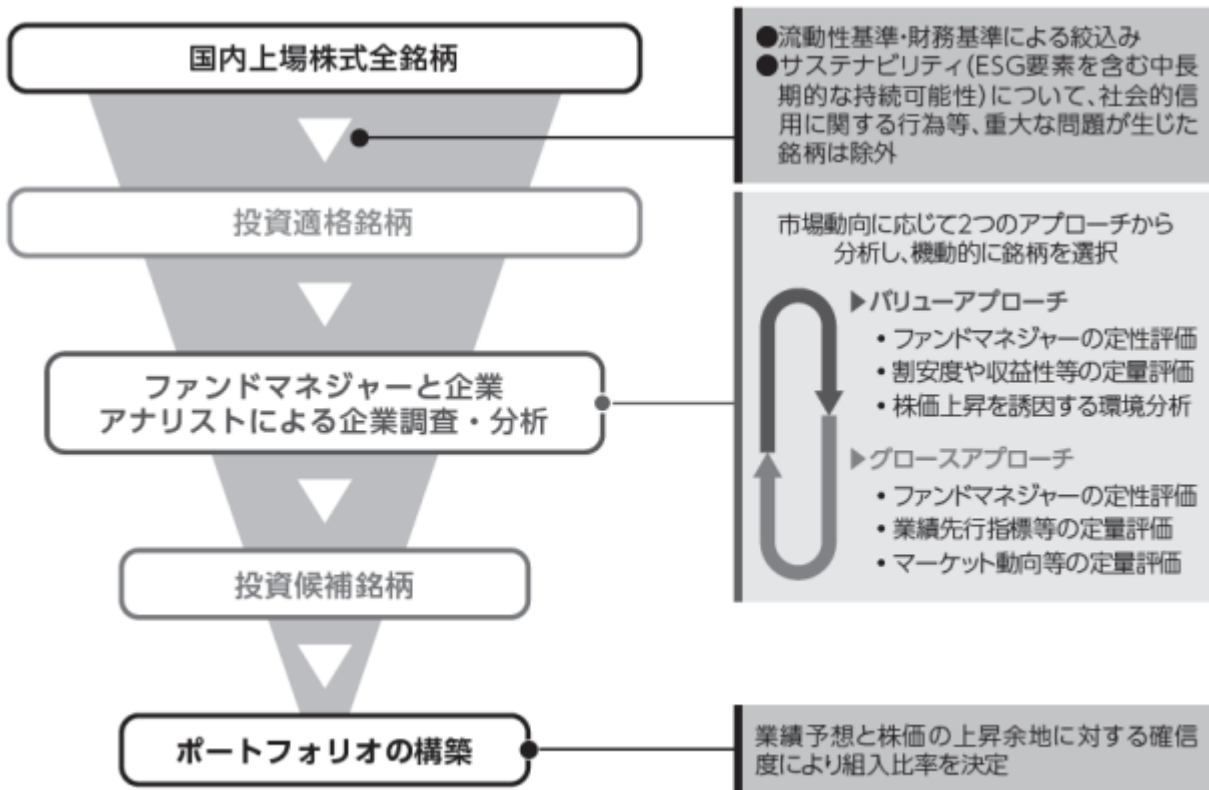 国内上場株式全銘柄
●流動性基準・財務基準による絞込み
●サステナビリティ(ESG要素を含む中長
期的な持続可能性)について、社会的信
用に関する行為等、重大な問題が生じた
銘柄は除外
投資適格銘柄
市場動向に応じて2つのアプローチから
分析し、機動的に銘柄を選択
▶バリューアプローチ
• ファンドマネジャーの定性評価
• 割安度や収益性等の定量評価
• 株価上昇を誘因する環境分析
ファンドマネジャーと企業
アナリストによる企業調査・分析
▶グロースアプローチ
• ファンドマネジャーの定性評価
• 業績先行指標等の定量評価
• マーケット動向等の定量評価
投資候補銘柄
ポートフォリオの構築
業績予想と株価の上昇余地に対する確信
度により組入比率を決定